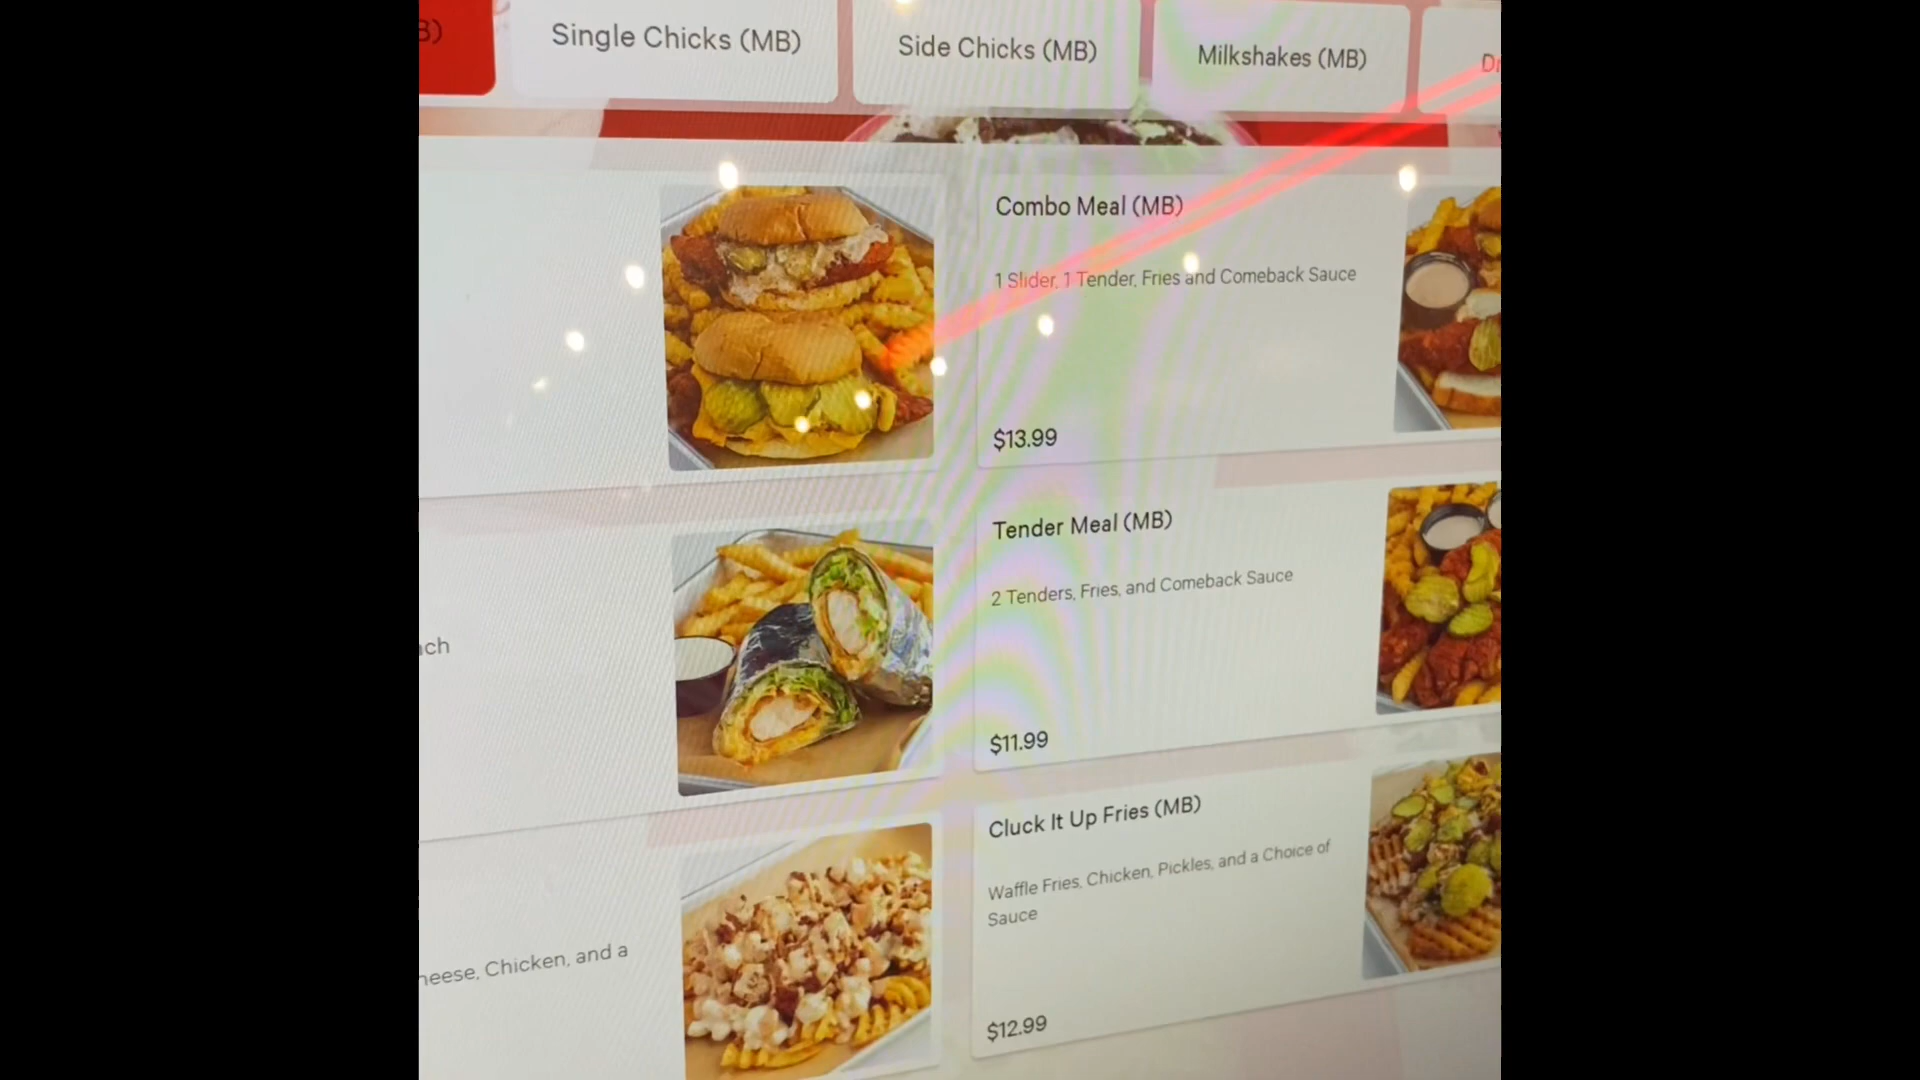 B)
Single Chicks (MB)
Side Chicks (MB)
Milkshakes (MB)
Combo Meal (MB)
1 Slider, 1 Tender, Fries and Comeback Sauce
$13.99
Tender Meal (MB)
2 Tenders, Fries, and Comeback Sauce
$11.99
Cluck It Up Fries (MB)
Waffle Fries, Chicken, Pickles, and a Choice of
Sauce
$12.99
Chicken, and a